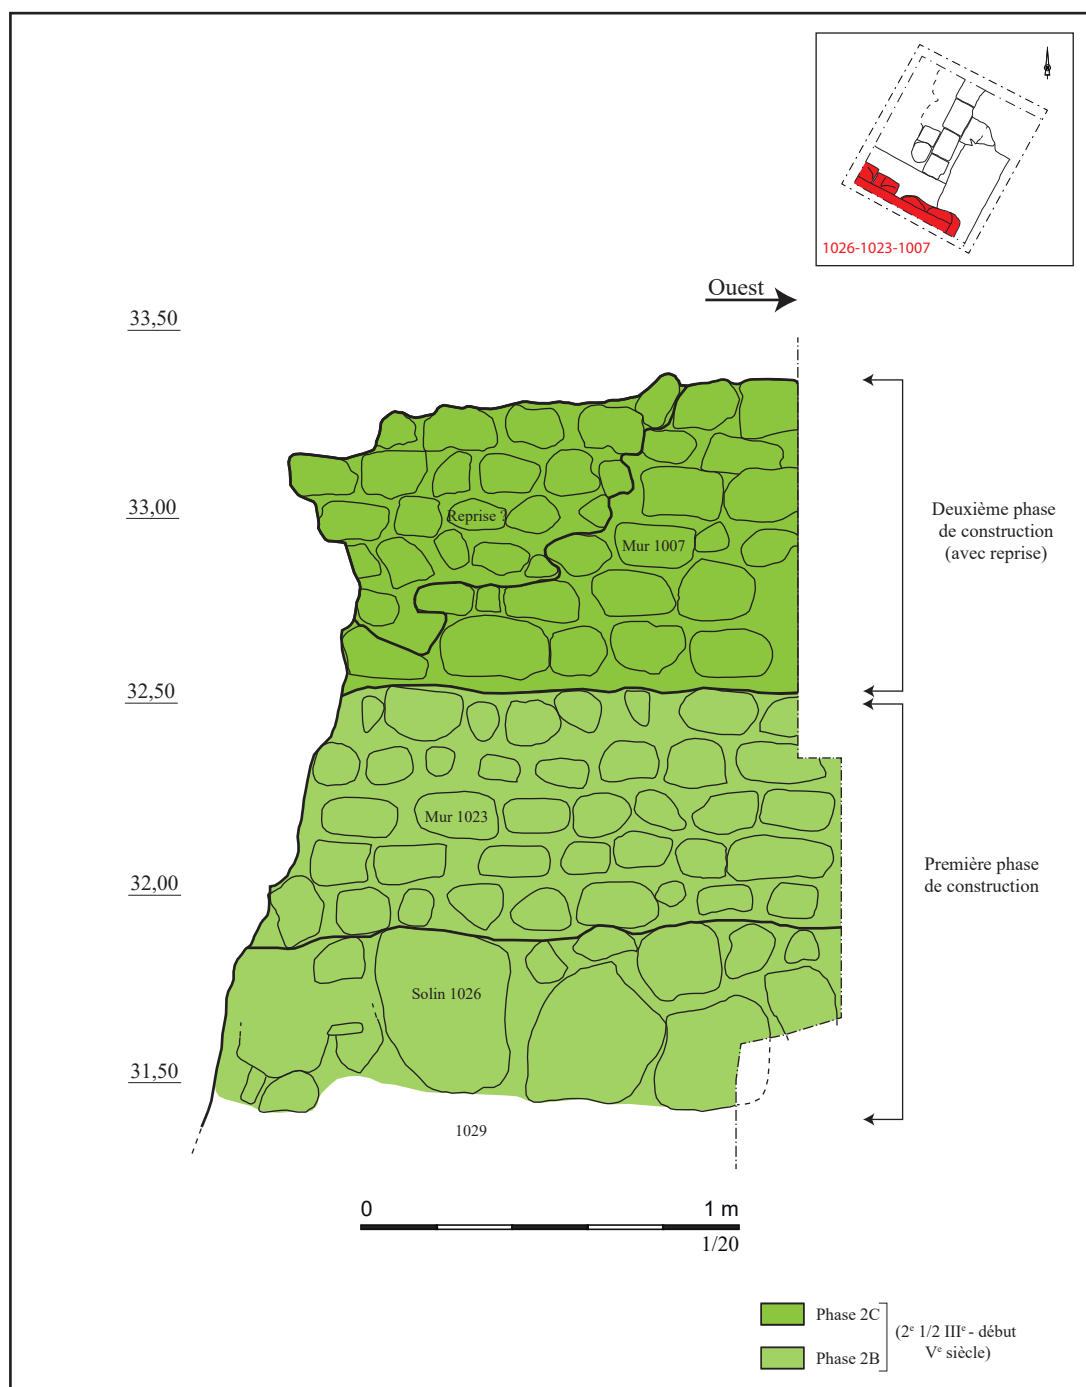 1026-1023-1007
Ouest
33,50
33,00
Reprise ?
Mur 1007
Deuxième phase
de construction
(avec reprise)
32,50
Mur 1023
32,00
Première phase
de construction
Solin 1026
31,50
1029
0 1 m
1/20
Phase 2C
Phase 2B
(2ᵉ 1/2 IIIᵉ - début
Vᵉ siècle)